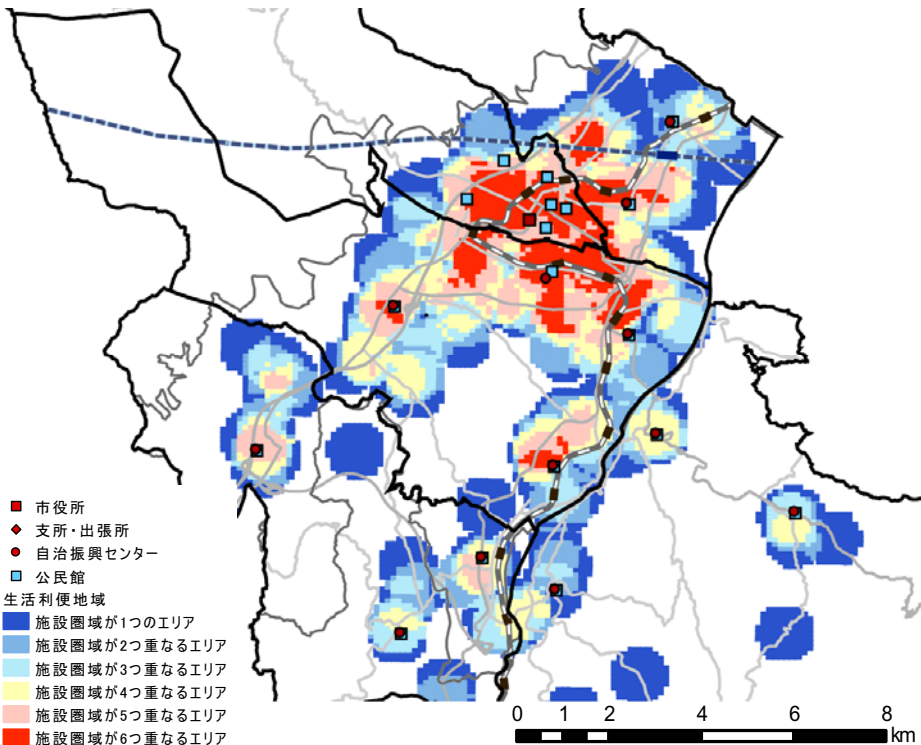 市役所
支所・出張所
自治振興センター
公民館
生活利便地域
施設圏域が1つのエリア
施設圏域が2つ重なるエリア
施設圏域が3つ重なるエリア
施設圏域が4つ重なるエリア
施設圏域が5つ重なるエリア
施設圏域が6つ重なるエリア
0 1 2 4 6 8
km